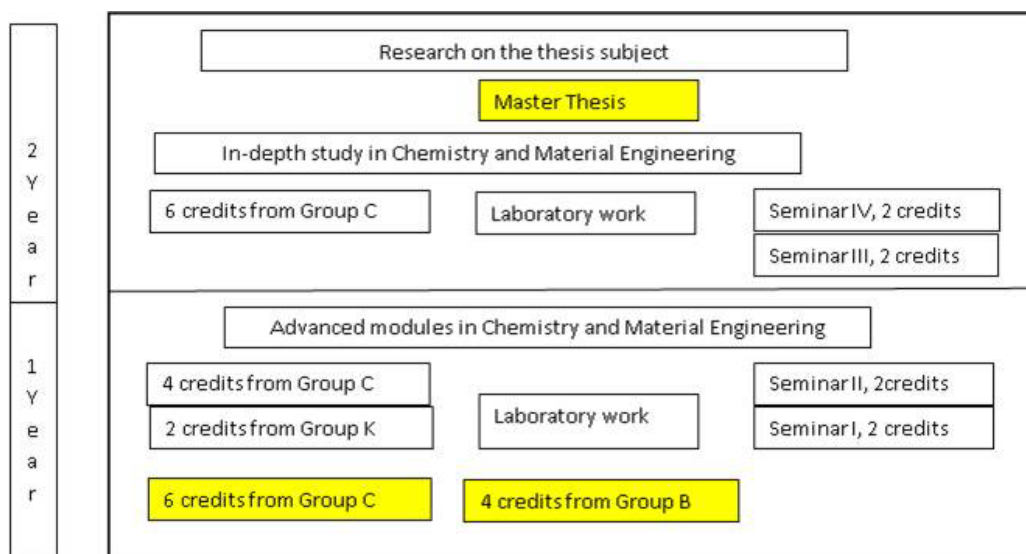 Research on the thesis subject
Master Thesis
In-depth study in Chemistry and Material Engineering
2
Y
e
a
r
6 credits from Group C
Laboratory work
Seminar IV, 2 credits
Seminar III, 2 credits
Advanced modules in Chemistry and Material Engineering
1
Y
e
a
r
4 credits from Group C
2 credits from Group K
Laboratory work
Seminar II, 2credits
Seminar I, 2 credits
6 credits from Group C
4 credits from Group B